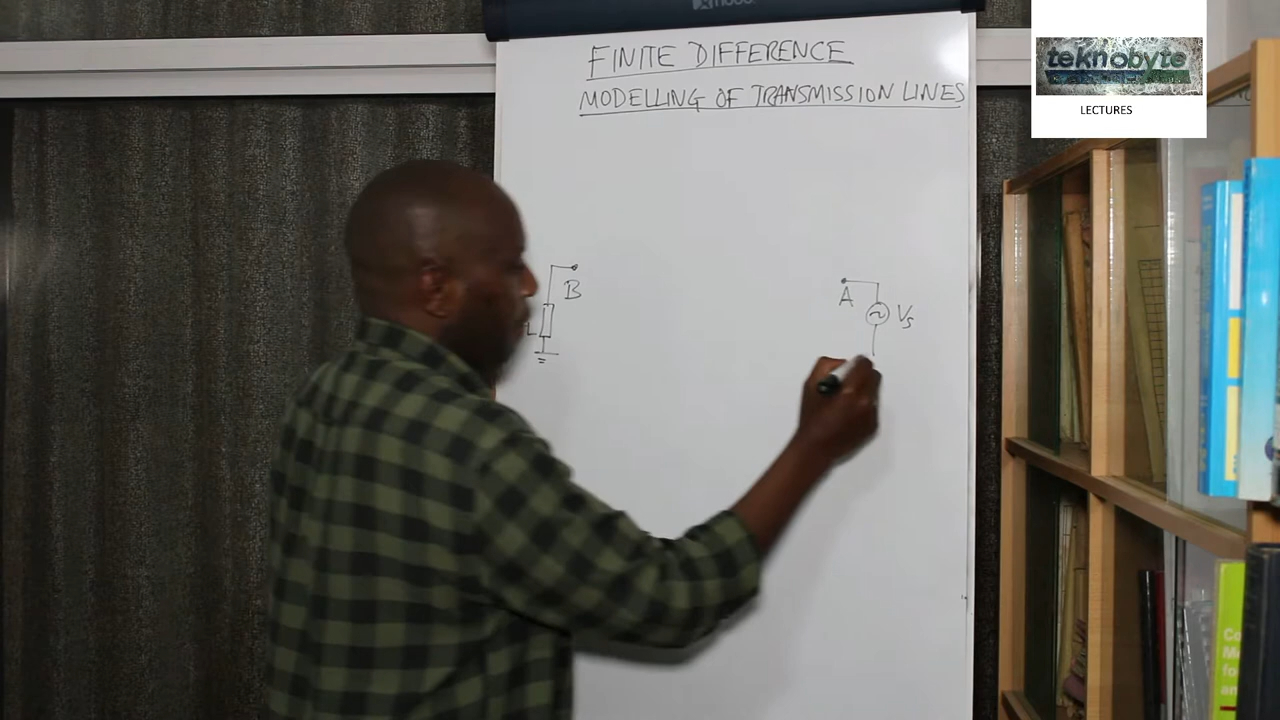 FINITE DIFFERENCE
MODELLING OF TRANSMISSION LINES
B
A
Vs
L
teknobyte
LECTURES